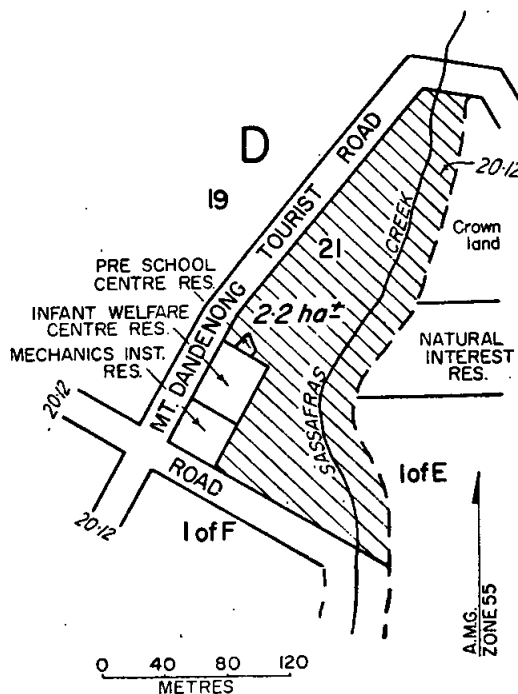 D
19
MT. DANDENONG TOURIST ROAD
20·12
Crown
land
21
CREEK
PRE SCHOOL
CENTRE RES.
INFANT WELFARE
CENTRE RES.
MECHANICS INST.
RES.
2·2 ha±
NATURAL
INTEREST
RES.
SASSAFRAS
20·12
ROAD
1 of E
1 of F
20·12
A.M.G.
ZONE 55
0 40 80 120
METRES